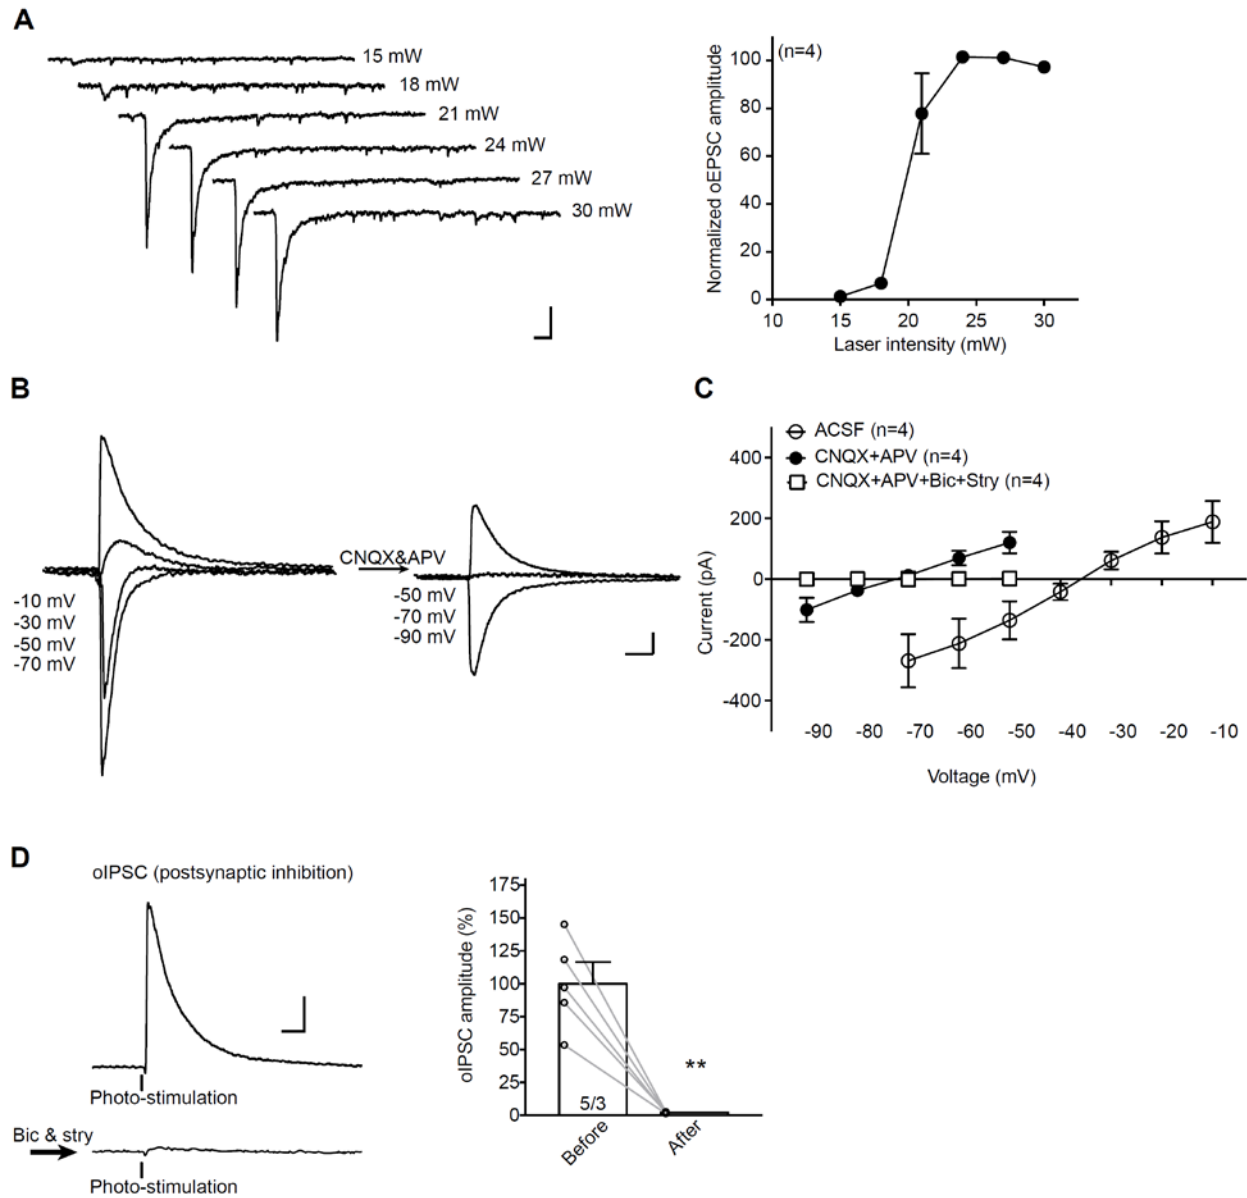 A
15 mW
18 mW
21 mW
24 mW
27 mW
30 mW
(n=4)
Normalized oEPSC amplitude
100
80
60
40
20
0
10
15
20
25
30
Laser intensity (mW)
B
-10 mV
-30 mV
-50 mV
-70 mV
CNQX&APV
-50 mV
-70 mV
-90 mV
C
ACSF (n=4)
CNQX+APV (n=4)
CNQX+APV+Bic+Stry (n=4)
Current (pA)
400
200
0
-200
-400
-90
-80
-70
-60
-50
-40
-30
-20
-10
Voltage (mV)
D
oIPSC (postsynaptic inhibition)
Photo-stimulation
Bic & stry
Photo-stimulation
oIPSC amplitude (%)
175
150
125
100
75
50
25
0
5/3
**
Before
After